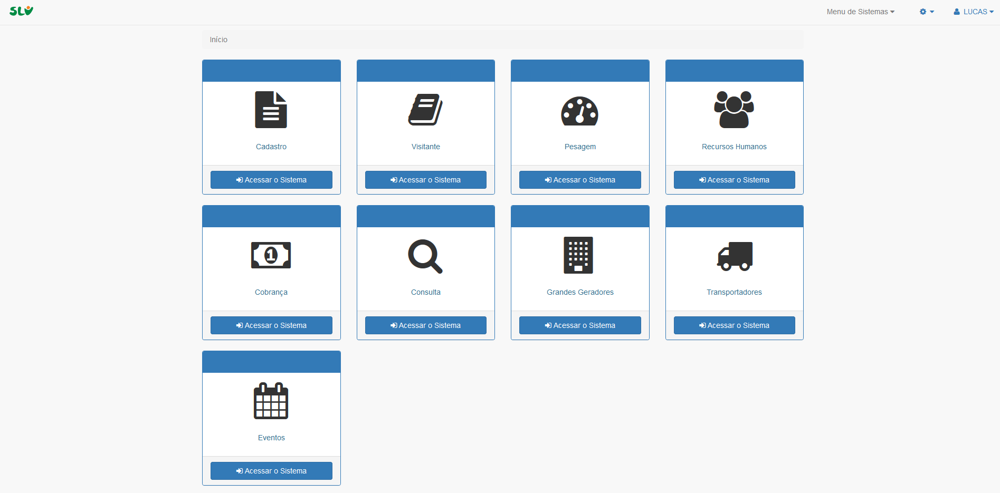 SLU
Menu de Sistemas
LUCAS
Início
Cadastro
Visitante
Pesagem
Recursos Humanos
Acessar o Sistema
Acessar o Sistema
Acessar o Sistema
Acessar o Sistema
1
Cobrança
Consulta
Grandes Geradores
Transportadores
Acessar o Sistema
Acessar o Sistema
Acessar o Sistema
Acessar o Sistema
Eventos
Acessar o Sistema